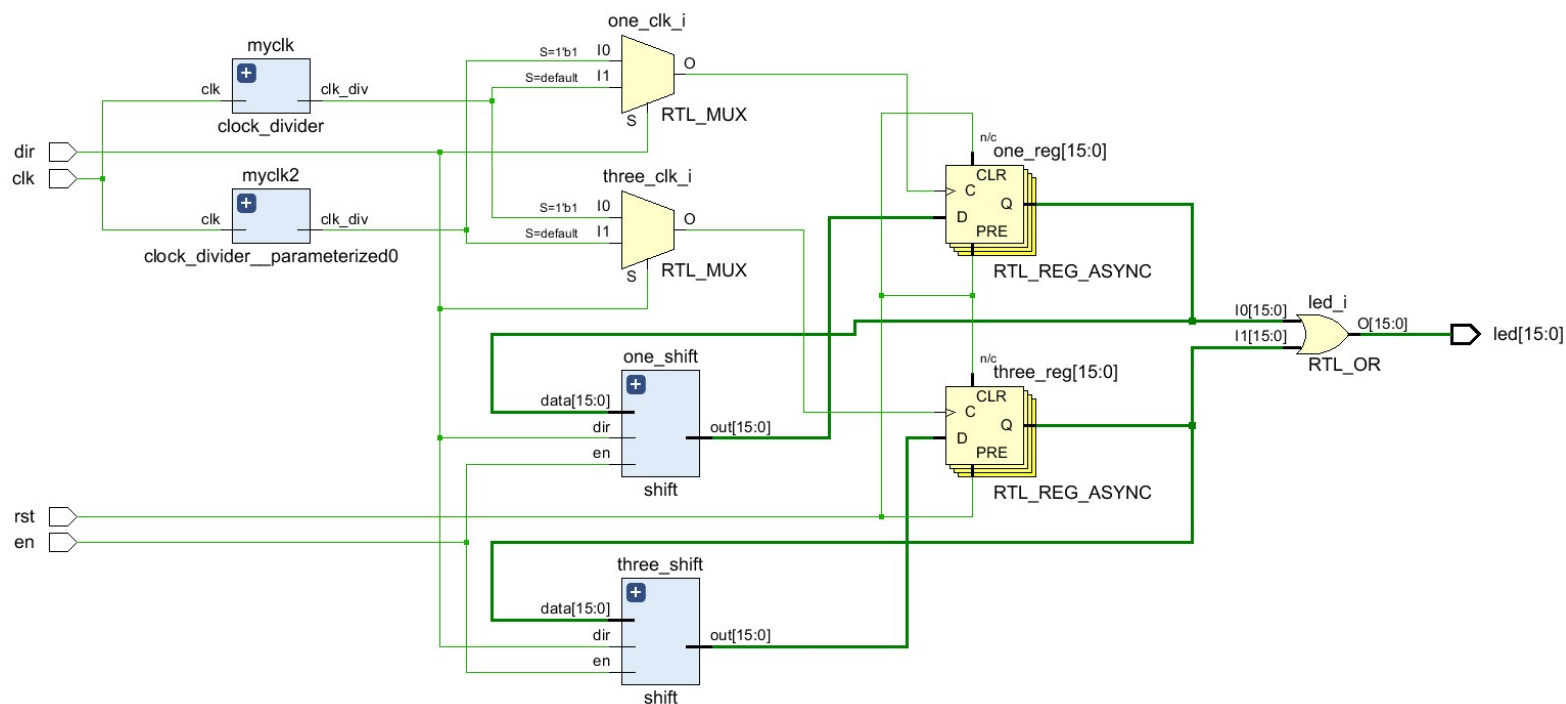 one_clk_i
myclk
S=1'b1
I0
O
clk
clk_div
S=default
I1
S
RTL_MUX
clock_divider
dir
clk
n/c
one_reg[15:0]
CLR
C
Q
D
PRE
RTL_REG_ASYNC
myclk2
three_clk_i
S=1'b1
I0
O
clk
clk_div
S=default
I1
S
RTL_MUX
clock_divider__parameterized0
led_i
I0[15:0]
O[15:0]
I1[15:0]
led[15:0]
RTL_OR
one_shift
data[15:0]
dir
out[15:0]
en
shift
n/c
three_reg[15:0]
CLR
C
Q
D
PRE
RTL_REG_ASYNC
rst
en
three_shift
data[15:0]
dir
out[15:0]
en
shift